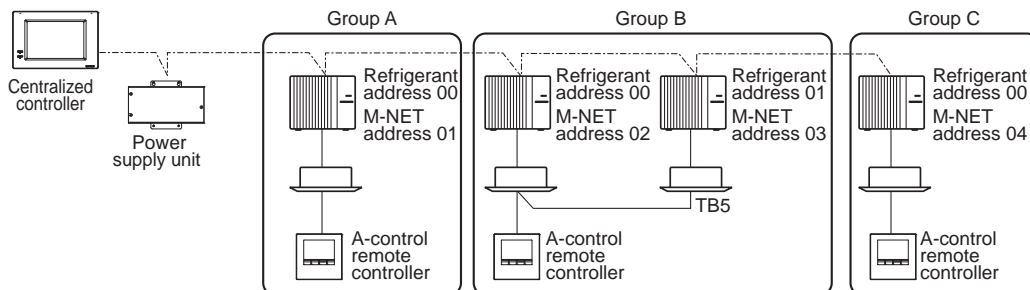 Group A
Group B
Group C
Centralized
controller
Power
supply unit
Refrigerant
address 00
M-NET
address 01
A-control
remote
controller
Refrigerant
address 00
M-NET
address 02
Refrigerant
address 01
M-NET
address 03
TB5
A-control
remote
controller
Refrigerant
address 00
M-NET
address 04
A-control
remote
controller